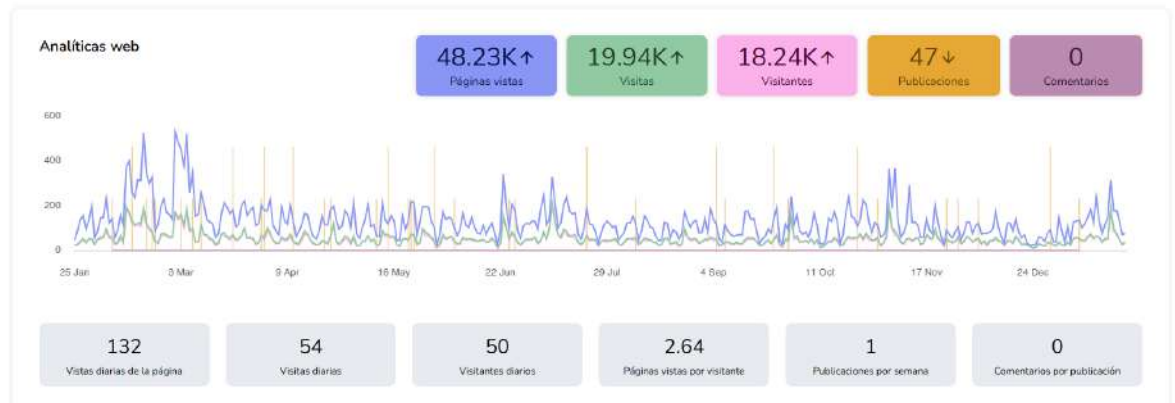 Analíticas web
48.23K↑
Páginas vistas
19.94K↑
Visitas
18.24K↑
Visitantes
47↓
Publicaciones
0
Comentarios
600
400
200
0
25 Jan
3 Mar
9 Apr
16 May
22 Jun
29 Jul
4 Sep
11 Oct
17 Nov
24 Dec
132
Vistas diarias de la página
54
Visitas diarias
50
Visitantes diarios
2.64
Páginas vistas por visitante
1
Publicaciones por semana
0
Comentarios por publicación